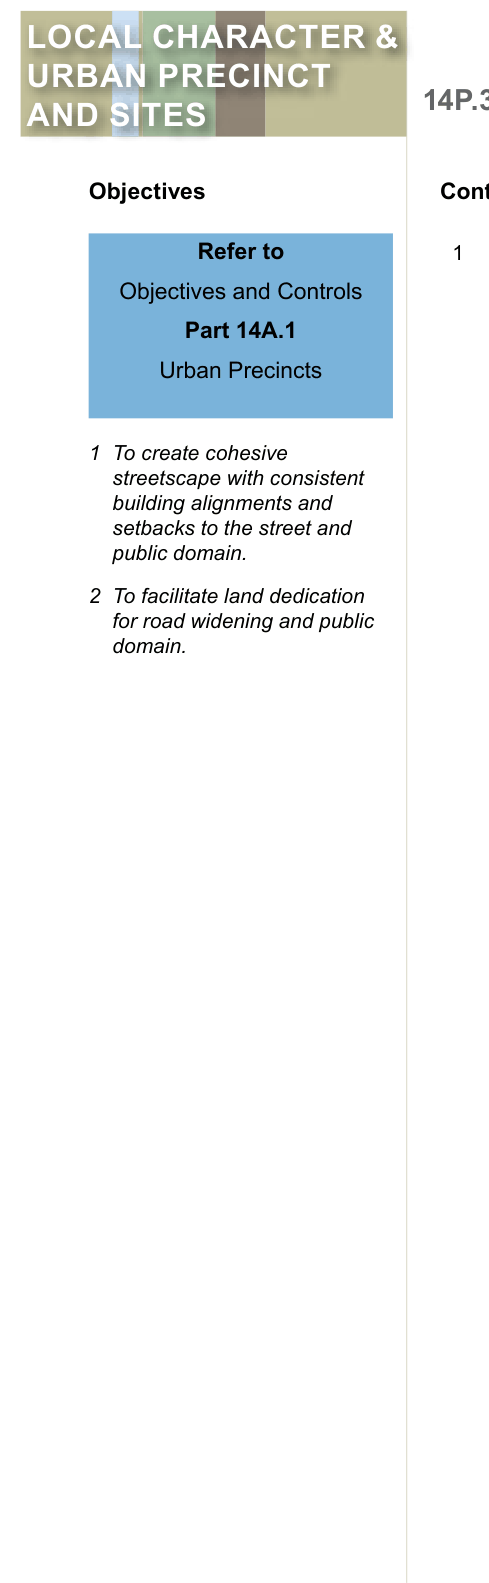 LOCAL CHARACTER &
URBAN PRECINCT
AND SITES
14P.3
Objectives
Cont
Refer to
Objectives and Controls
Part 14A.1
Urban Precincts
1
1 To create cohesive
streetscape with consistent
building alignments and
setbacks to the street and
public domain.
2 To facilitate land dedication
for road widening and public
domain.